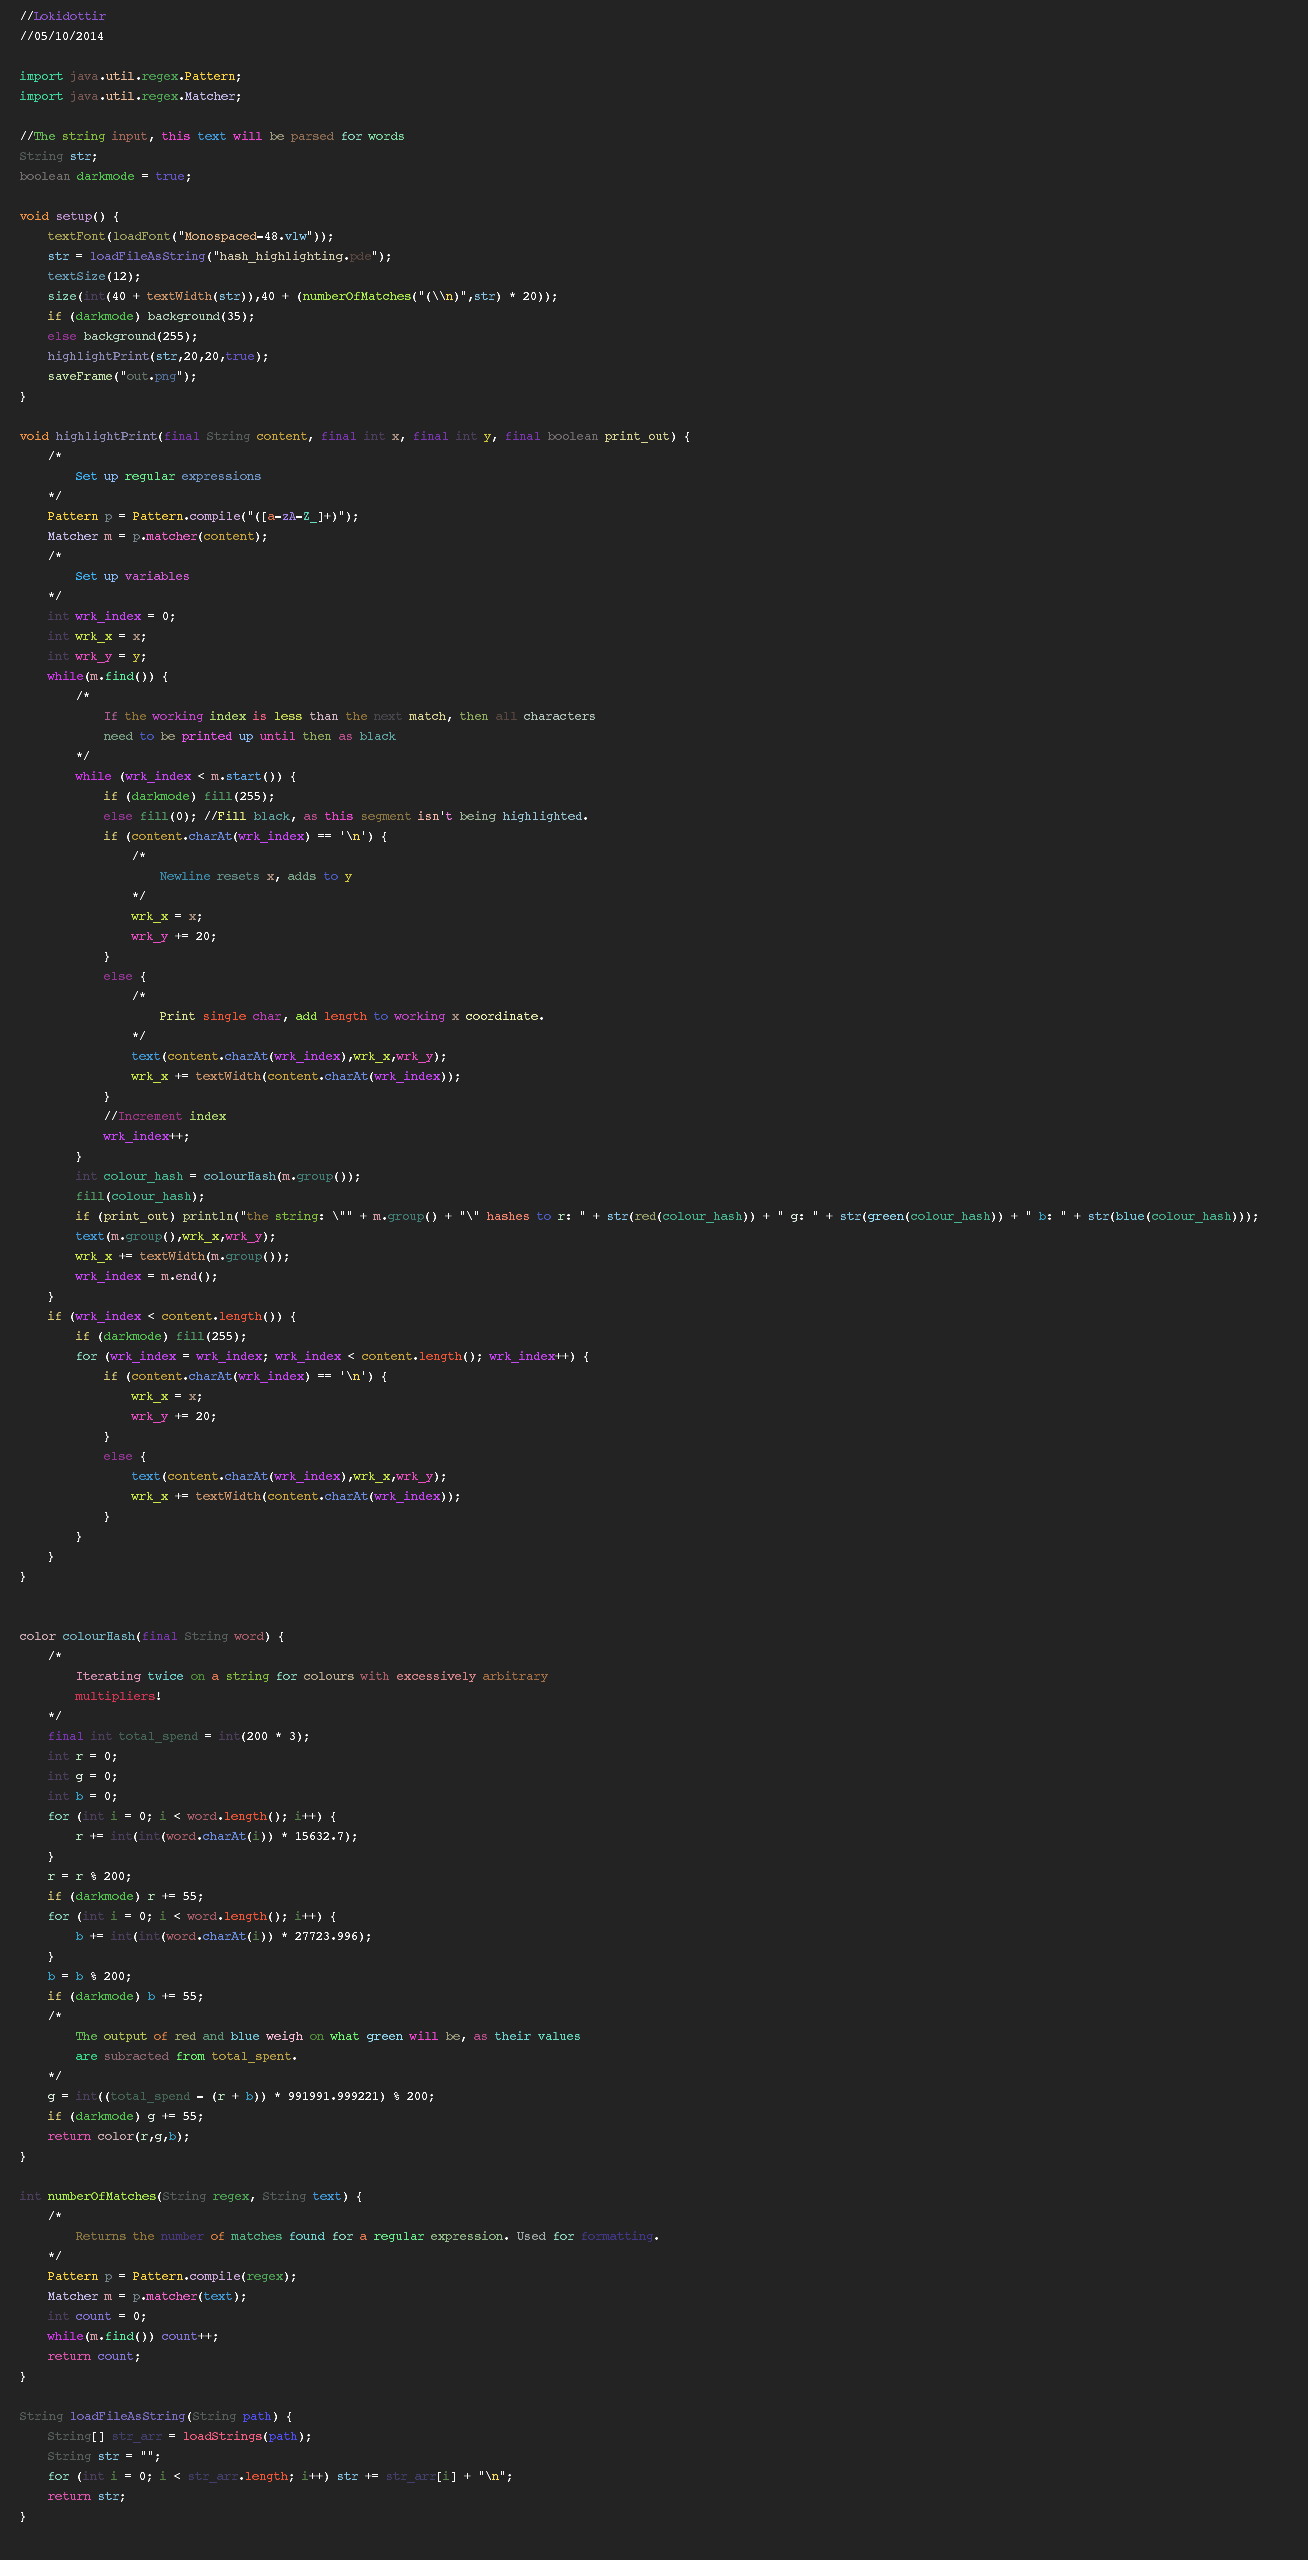 //Lokidottir
//05/10/2014

import java.util.regex.Pattern;
import java.util.regex.Matcher;

//The string input, this text will be parsed for words
String str;
boolean darkmode = true;

void setup() {
    textFont(loadFont("Monospaced-48.vlw"));
    str = loadFileAsString("hash_highlighting.pde");
    textSize(12);
    size(int(40 + textWidth(str)),40 + (numberOfMatches("(\\n)",str) * 20));
    if (darkmode) background(35);
    else background(255);
    highlightPrint(str,20,20,true);
    saveFrame("out.png");
}

void highlightPrint(final String content, final int x, final int y, final boolean print_out) {
    /*
        Set up regular expressions
    */
    Pattern p = Pattern.compile("([a-zA-Z_]+)");
    Matcher m = p.matcher(content);
    /*
        Set up variables
    */
    int wrk_index = 0;
    int wrk_x = x;
    int wrk_y = y;
    while(m.find()) {
        /*
            If the working index is less than the next match, then all characters
            need to be printed up until then as black
        */
        while (wrk_index < m.start()) {
            if (darkmode) fill(255);
            else fill(0); //Fill black, as this segment isn't being highlighted.
            if (content.charAt(wrk_index) == '\n') {
                /*
                    Newline resets x, adds to y
                */
                wrk_x = x;
                wrk_y += 20;
            }
            else {
                /*
                    Print single char, add length to working x coordinate.
                */
                text(content.charAt(wrk_index),wrk_x,wrk_y);
                wrk_x += textWidth(content.charAt(wrk_index));
            }
            //Increment index
            wrk_index++;
        }
        int colour_hash = colourHash(m.group());
        fill(colour_hash);
        if (print_out) println("the string: \"" + m.group() + "\" hashes to r: " + str(red(colour_hash)) + " g: " + str(green(colour_hash)) + " b: " + str(blue(colour_hash)));
        text(m.group(),wrk_x,wrk_y);
        wrk_x += textWidth(m.group());
        wrk_index = m.end();
    }
    if (wrk_index < content.length()) {
        if (darkmode) fill(255);
        for (wrk_index = wrk_index; wrk_index < content.length(); wrk_index++) {
            if (content.charAt(wrk_index) == '\n') {
                wrk_x = x;
                wrk_y += 20;
            }
            else {
                text(content.charAt(wrk_index),wrk_x,wrk_y);
                wrk_x += textWidth(content.charAt(wrk_index));
            }
        }
    }
}


color colourHash(final String word) {
    /*
        Iterating twice on a string for colours with excessively arbitrary
        multipliers!
    */
    final int total_spend = int(200 * 3);
    int r = 0;
    int g = 0;
    int b = 0;
    for (int i = 0; i < word.length(); i++) {
        r += int(int(word.charAt(i)) * 15632.7);
    }
    r = r % 200;
    if (darkmode) r += 55;
    for (int i = 0; i < word.length(); i++) {
        b += int(int(word.charAt(i)) * 27723.996);
    }
    b = b % 200;
    if (darkmode) b += 55;
    /*
        The output of red and blue weigh on what green will be, as their values
        are subracted from total_spent.
    */
    g = int((total_spend - (r + b)) * 991991.999221) % 200;
    if (darkmode) g += 55;
    return color(r,g,b);
}

int numberOfMatches(String regex, String text) {
    /*
        Returns the number of matches found for a regular expression. Used for formatting.
    */
    Pattern p = Pattern.compile(regex);
    Matcher m = p.matcher(text);
    int count = 0;
    while(m.find()) count++;
    return count;
}

String loadFileAsString(String path) {
    String[] str_arr = loadStrings(path);
    String str = "";
    for (int i = 0; i < str_arr.length; i++) str += str_arr[i] + "\n";
    return str;
}